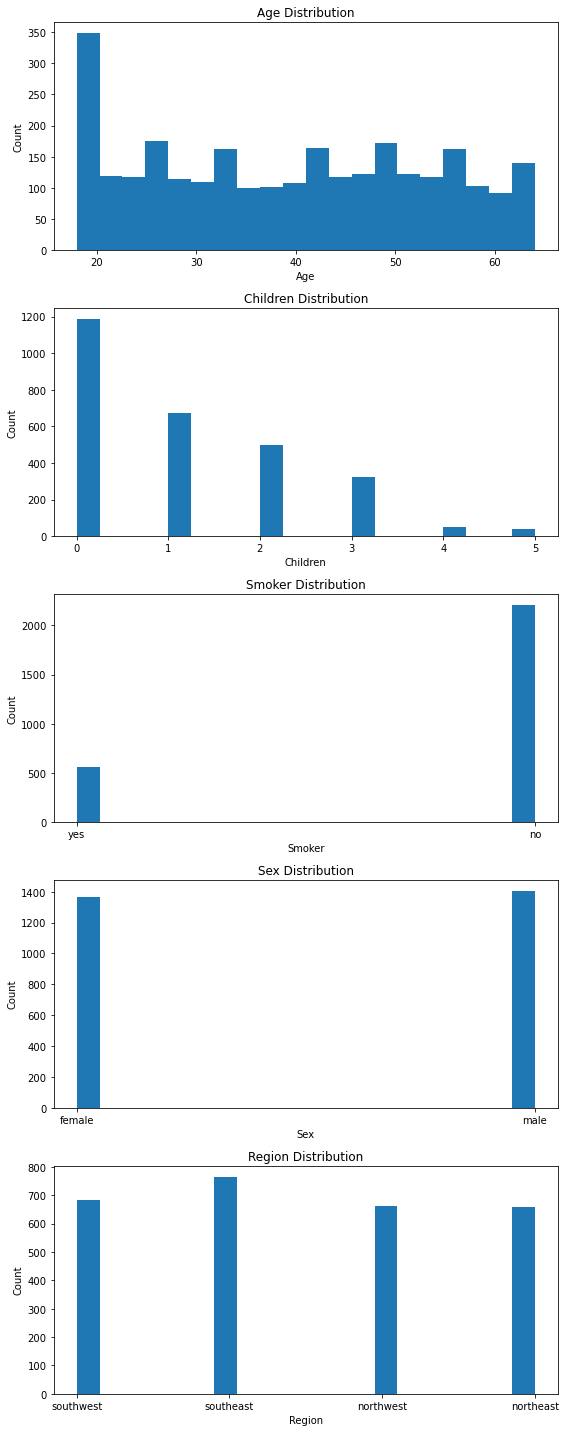 Age Distribution
350
300
250
200
150
100
50
0
Count
20 30 40 50 60
Age
Children Distribution
1200
1000
800
600
400
200
0
Count
0 1 2 3 4 5
Children
Smoker Distribution
2000
1500
1000
500
0
Count
yes no
Smoker
Sex Distribution
1400
1200
1000
800
600
400
200
0
Count
female male
Sex
Region Distribution
800
700
600
500
400
300
200
100
0
Count
southwest southeast northwest northeast
Region